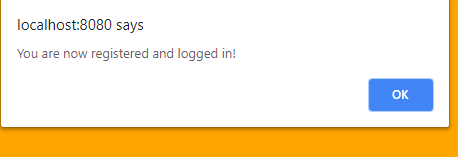 localhost:8080 says
You are now registered and logged in!
OK